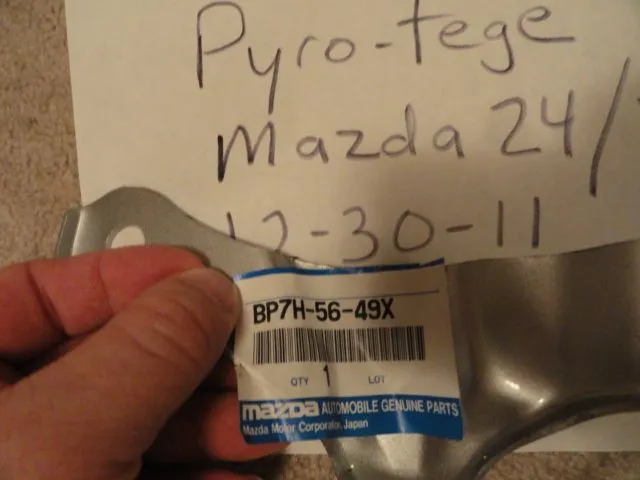 Pyro-tege
Mazda 24/
12-30-11
BP7H-56-49X
QTY 1 LOT
mazda AUTOMOBILE GENUINE PARTS
Mazda Motor Corporation, Japan